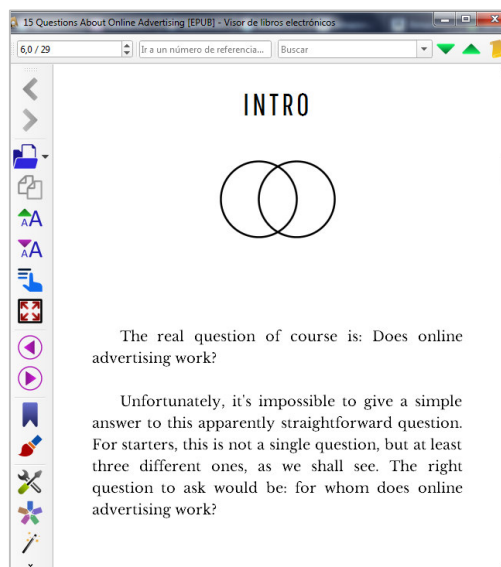 15 Questions About Online Advertising [EPUB] - Visor de libros electrónicos
6,0 / 29
Ir a un número de referencia...
Buscar
INTRO
The real question of course is: Does online
advertising work?
Unfortunately, it's impossible to give a simple
answer to this apparently straightforward question.
For starters, this is not a single question, but at least
three different ones, as we shall see. The right
question to ask would be: for whom does online
advertising work?